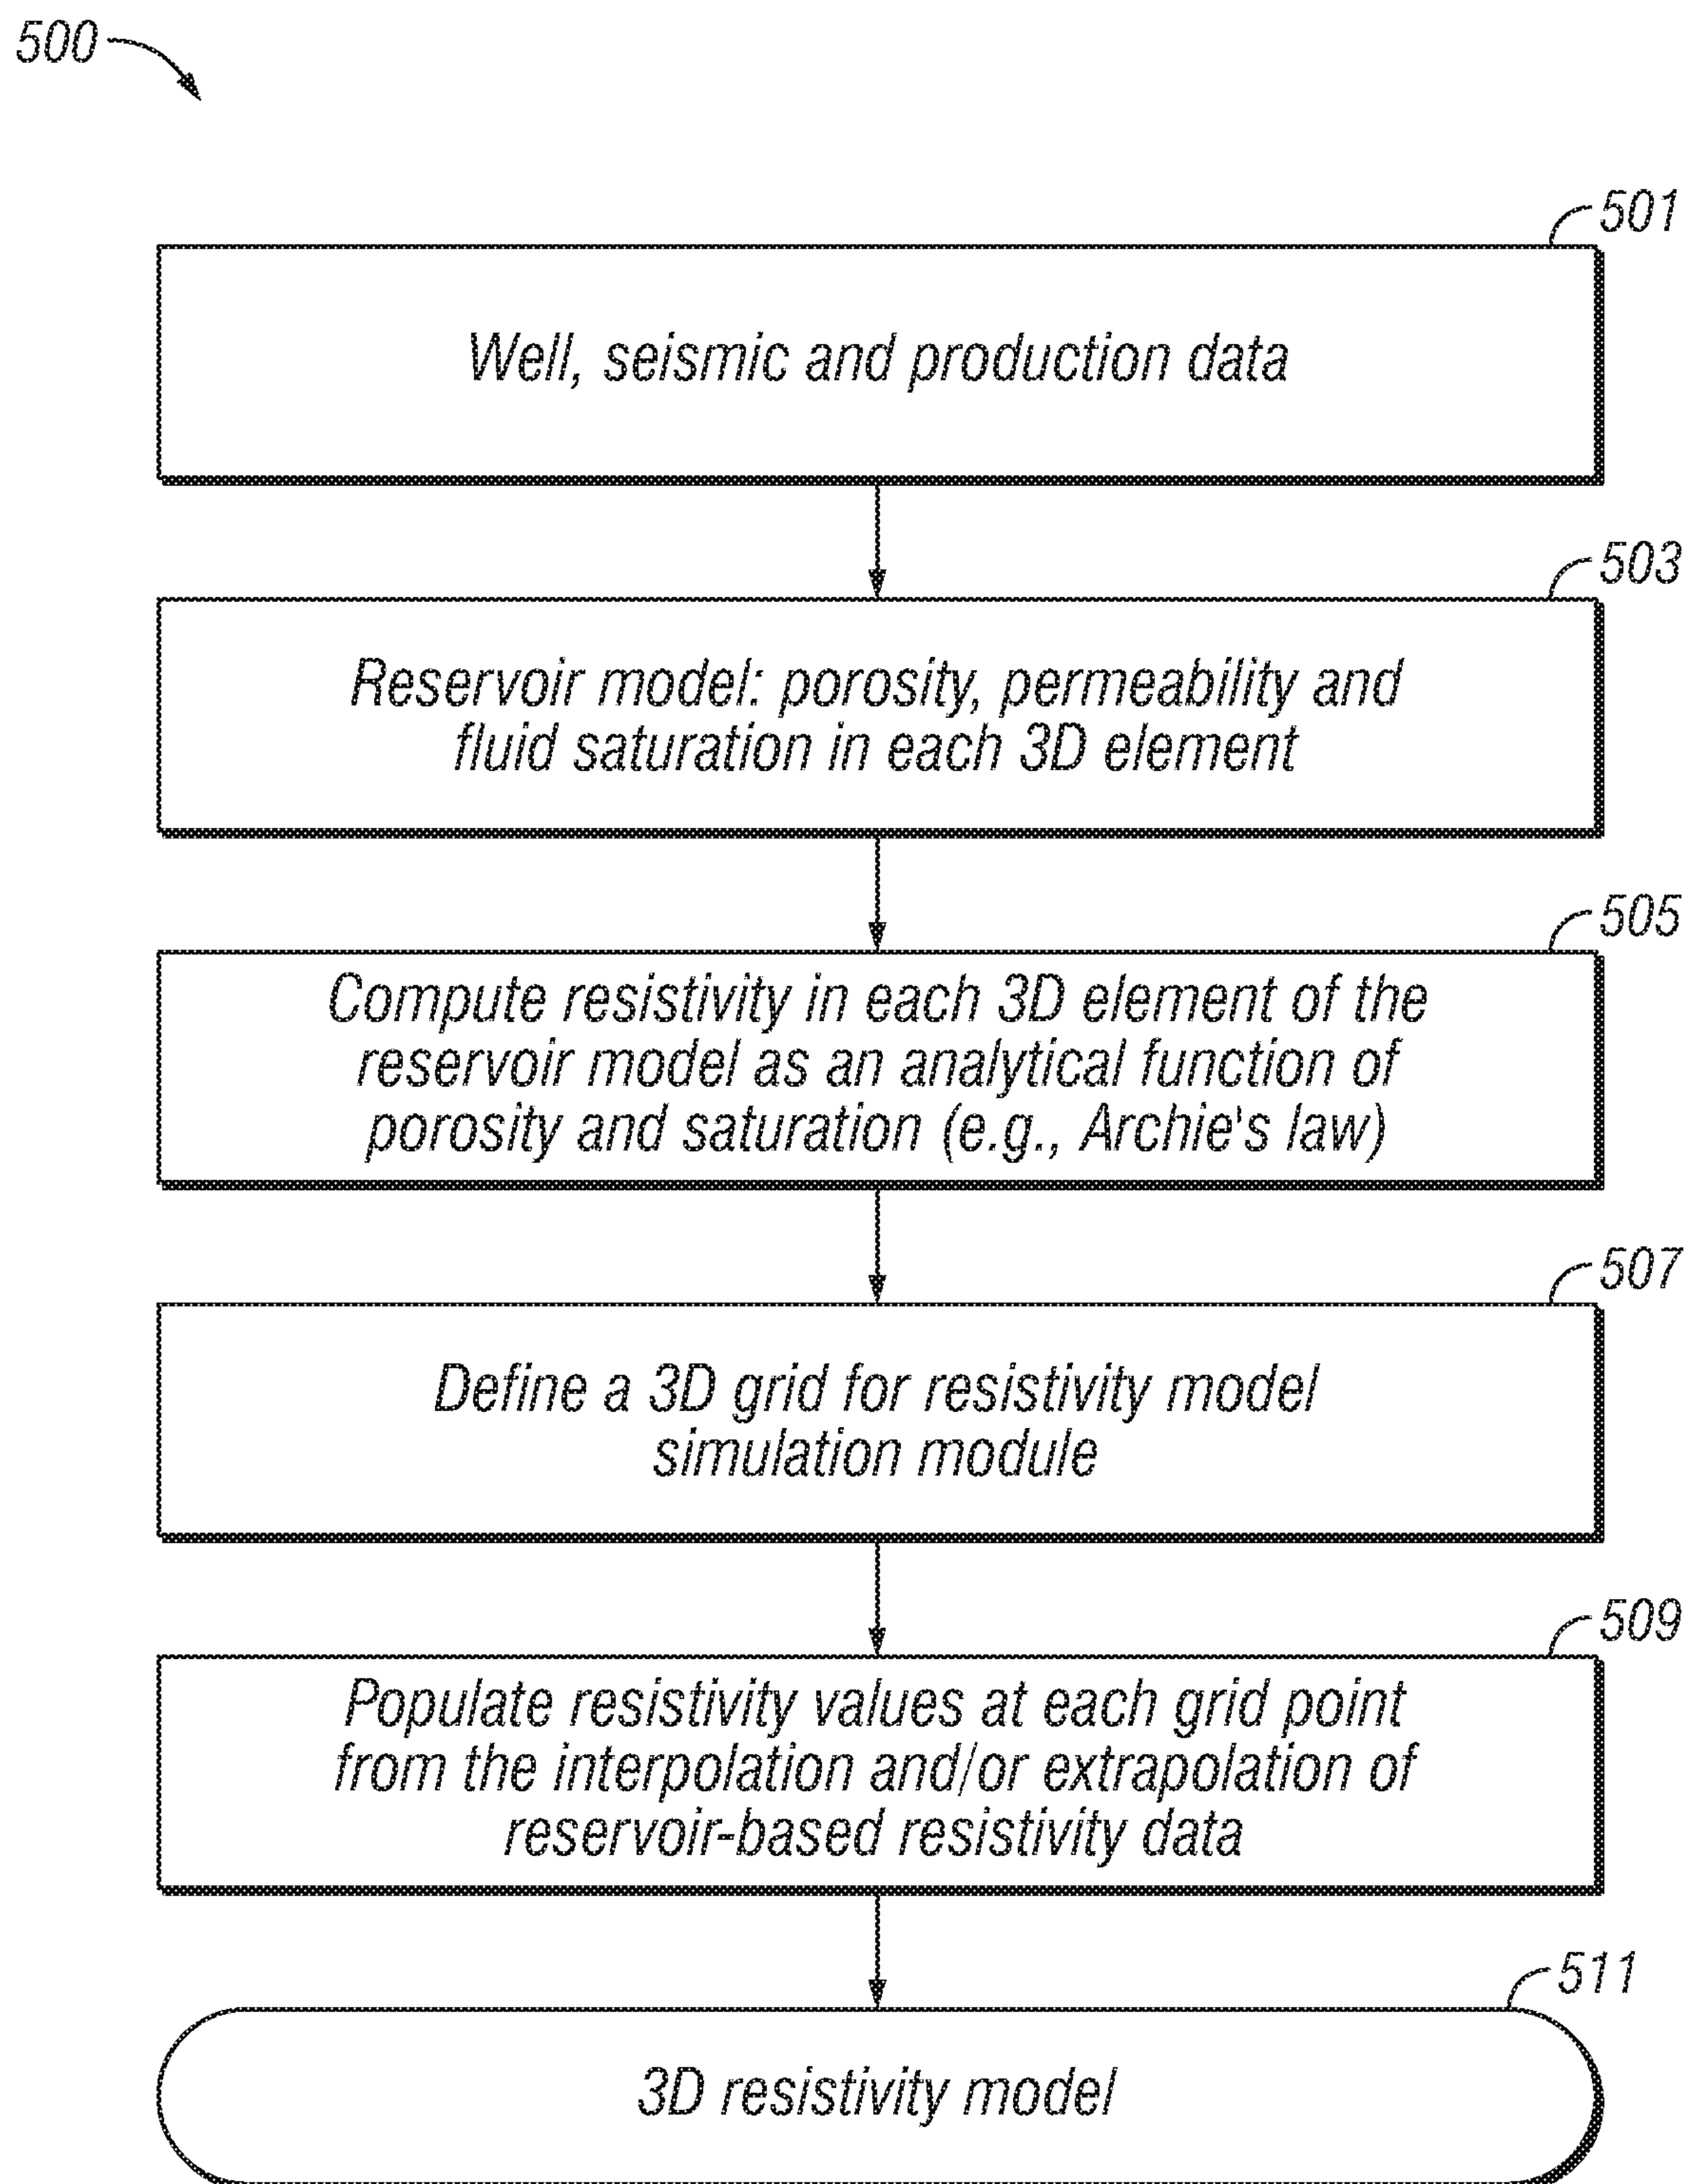 500
501
Well, seismic and production data
503
Reservoir model: porosity, permeability and
fluid saturation in each 3D element
505
Compute resistivity in each 3D element of the
reservoir model as an analytical function of
porosity and saturation (e.g., Archie's law)
507
Define a 3D grid for resistivity model
simulation module
509
Populate resistivity values at each grid point
from the interpolation and/or extrapolation of
reservoir-based resistivity data
511
3D resistivity model